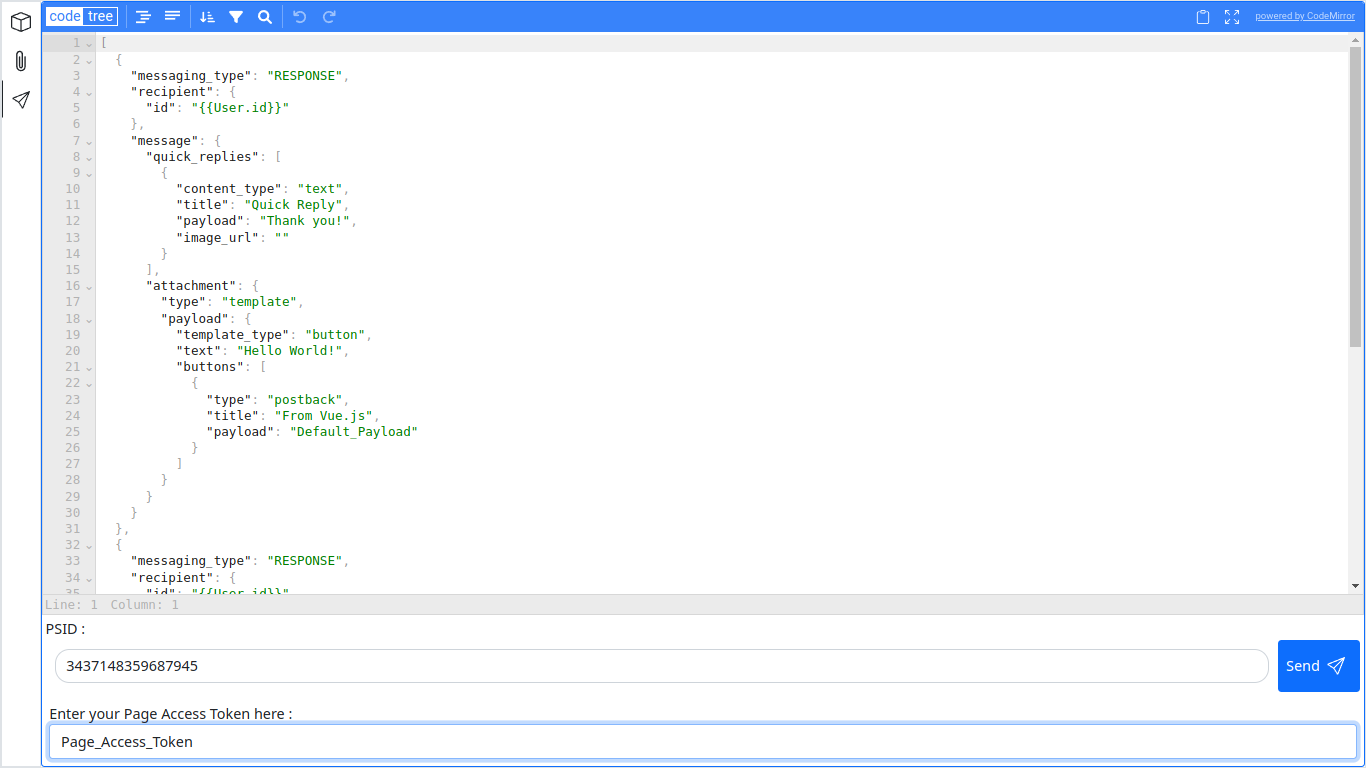 code tree powered by CodeMirror
1 [
2 {
3 "messaging_type": "RESPONSE",
4 "recipient": {
5 "id": "{{User.id}}"
6 },
7 "message": {
8 "quick_replies": [
9 {
10 "content_type": "text",
11 "title": "Quick Reply",
12 "payload": "Thank you!",
13 "image_url": ""
14 }
15 ],
16 "attachment": {
17 "type": "template",
18 "payload": {
19 "template_type": "button",
20 "text": "Hello World!",
21 "buttons": [
22 {
23 "type": "postback",
24 "title": "From Vue.js",
25 "payload": "Default_Payload"
26 }
27 ]
28 }
29 }
30 }
31 },
32 {
33 "messaging_type": "RESPONSE",
34 "recipient": {
35 "id": "{{User.id}}"
Line: 1 Column: 1
PSID :
3437148359687945
Send
Enter your Page Access Token here :
Page_Access_Token